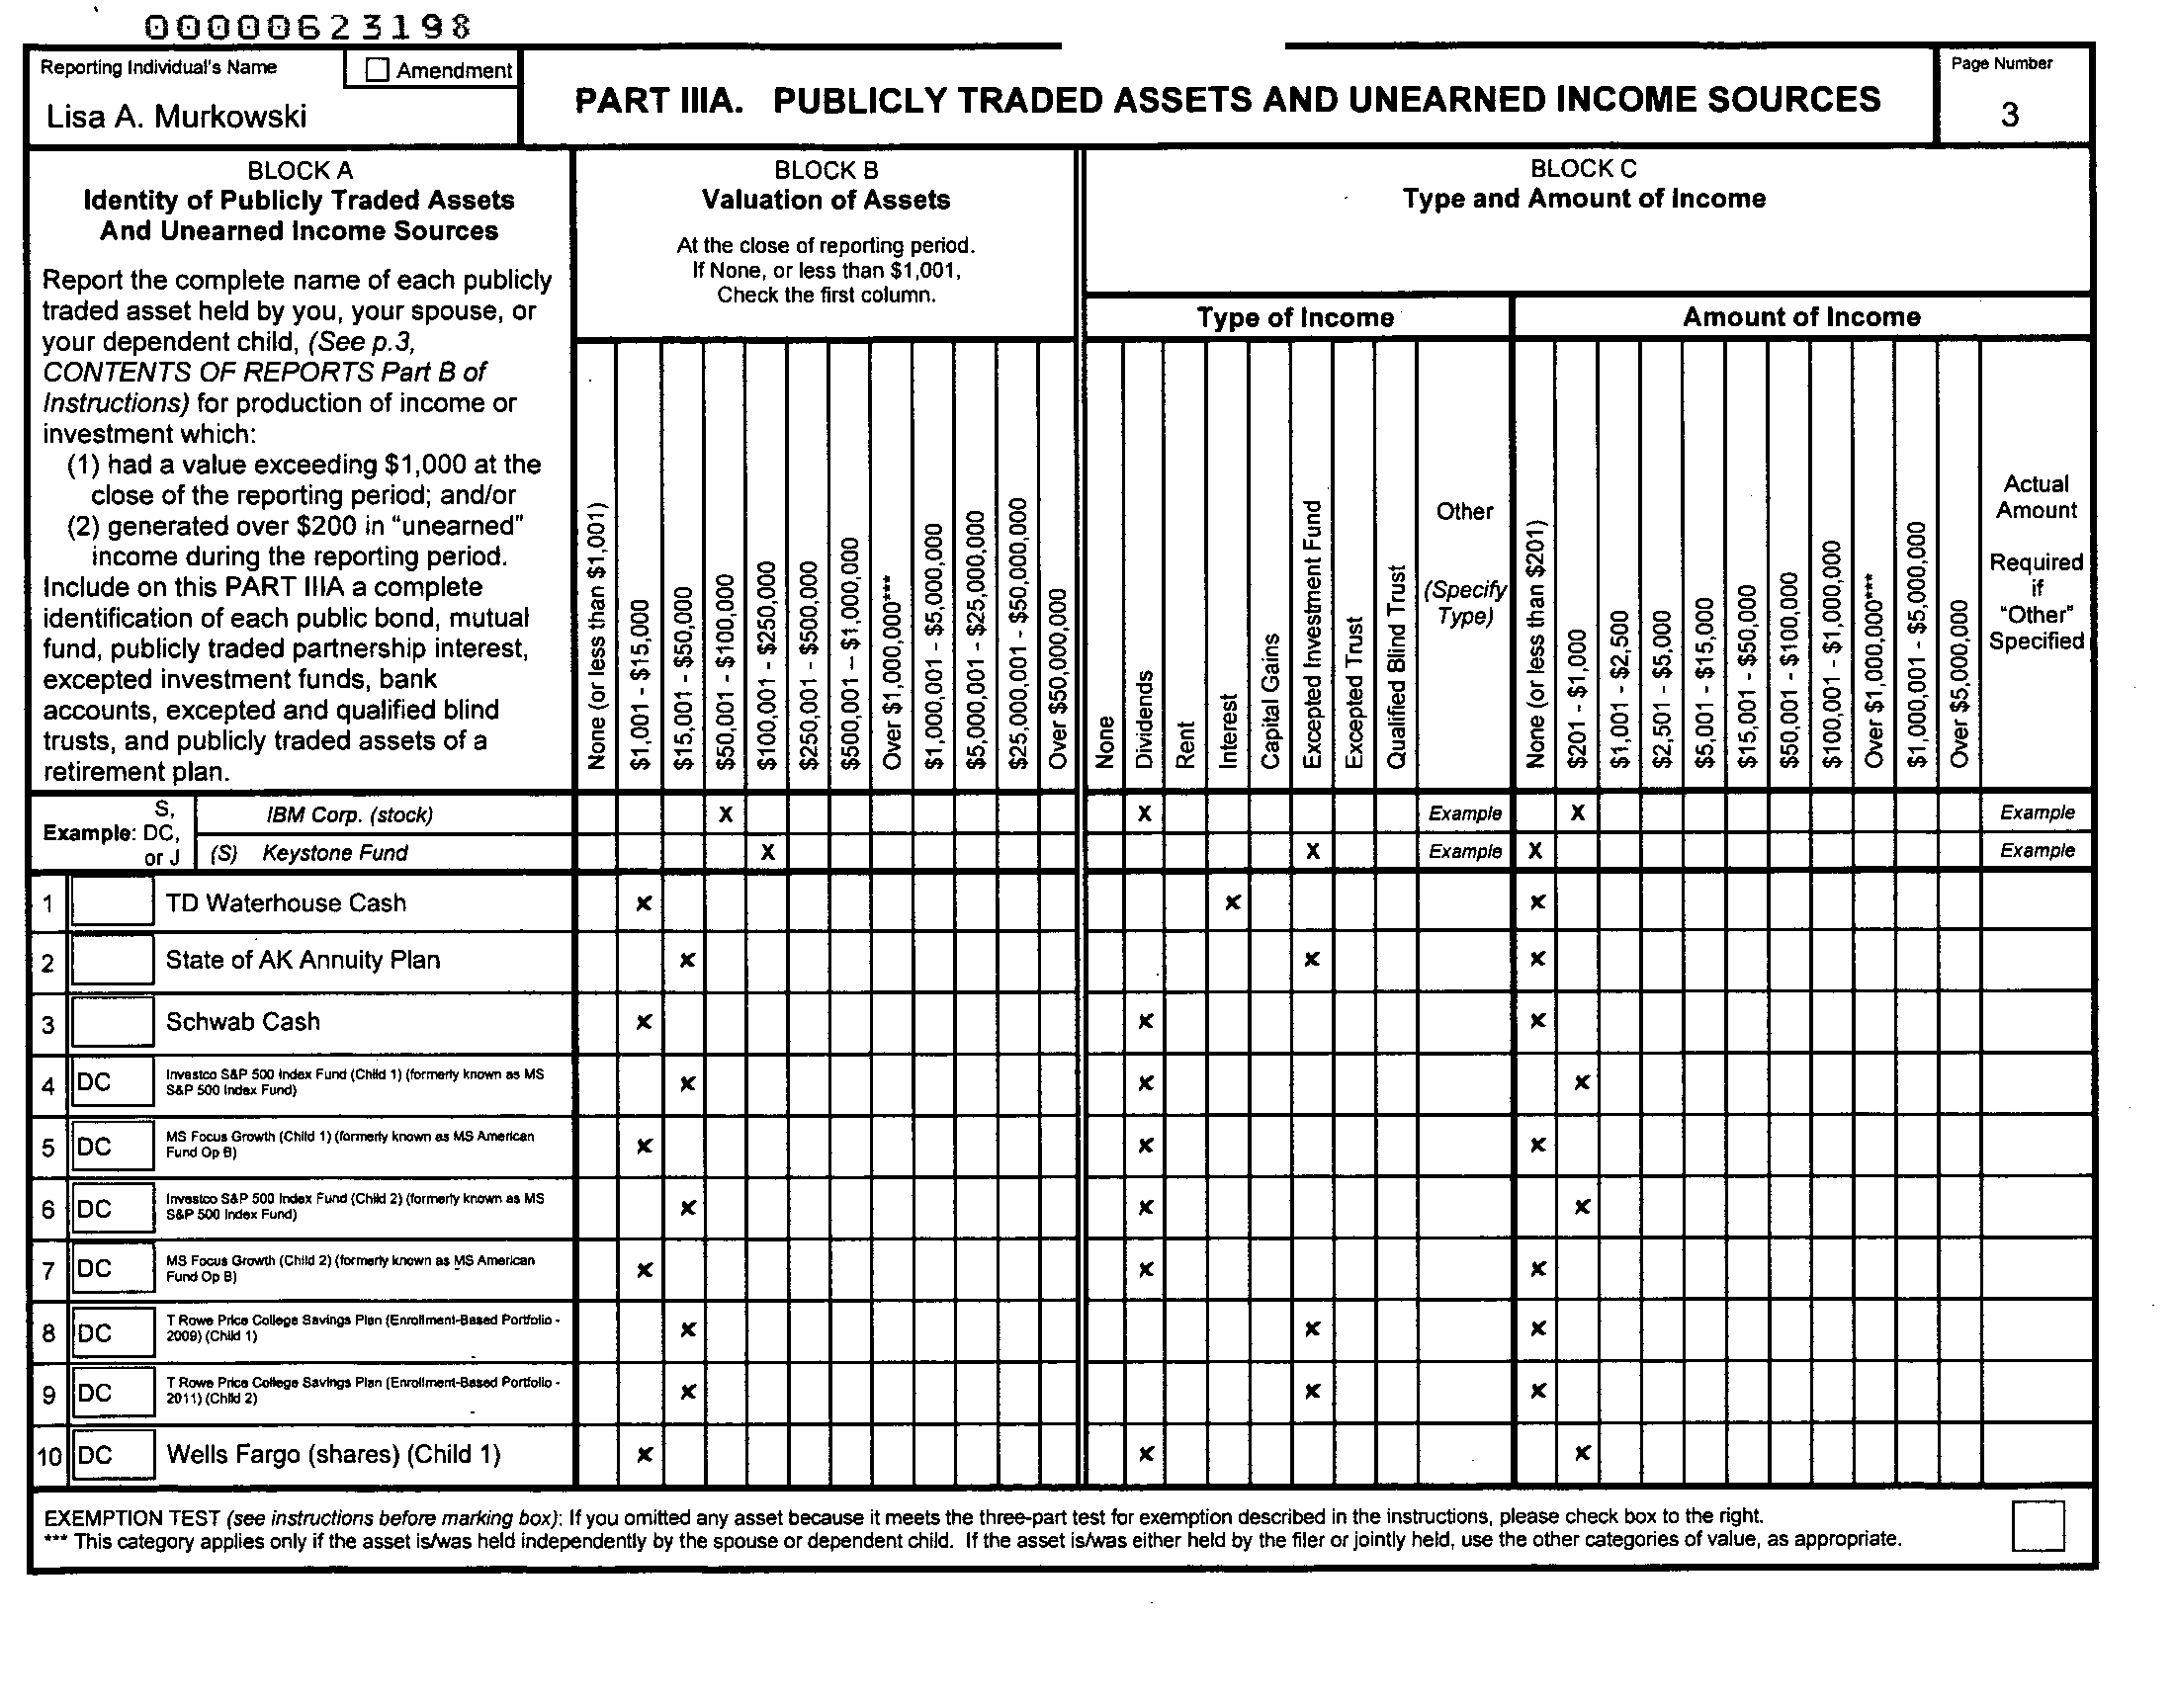 00000623198
Reporting Individual's Name
Amendment
Lisa A. Murkowski
PART IIIA. PUBLICLY TRADED ASSETS AND UNEARNED INCOME SOURCES
Page Number
3
BLOCK A
Identity of Publicly Traded Assets
And Unearned Income Sources
Report the complete name of each publicly
traded asset held by you, your spouse, or
your dependent child, (See p.3,
CONTENTS OF REPORTS Part B of
Instructions) for production of income or
investment which:
(1) had a value exceeding $1,000 at the
close of the reporting period; and/or
(2) generated over $200 in "unearned"
income during the reporting period.
Include on this PART IIIA a complete
identification of each public bond, mutual
fund, publicly traded partnership interest,
excepted investment funds, bank
accounts, excepted and qualified blind
trusts, and publicly traded assets of a
retirement plan.
BLOCK B
Valuation of Assets
At the close of reporting period.
If None, or less than $1,001,
Check the first column.
None (or less than $1,001)
$1,001 - $15,000
$15,001 - $50,000
$50,001 - $100,000
$100,001 - $250,000
$250,001 - $500,000
$500,001 – $1,000,000
Over $1,000,000***
$1,000,001 - $5,000,000
$5,000,001 - $25,000,000
$25,000,001 - $50,000,000
Over $50,000,000
BLOCK C
Type and Amount of Income
Type of Income
None
Dividends
Rent
Interest
Capital Gains
Excepted Investment Fund
Excepted Trust
Qualified Blind Trust
Other
(Specify
Type)
Amount of Income
None (or less than $201)
$201 - $1,000
$1,001 - $2,500
$2,501 - $5,000
$5,001 - $15,000
$15,001 - $50,000
$50,001 - $100,000
$100,001 - $1,000,000
Over $1,000,000***
$1,000,001 - $5,000,000
Over $5,000,000
Actual
Amount
Required
if
"Other"
Specified
Example:
S,
DC,
or J
IBM Corp. (stock) X X Example X Example
(S) Keystone Fund X X Example X Example
1 TD Waterhouse Cash x x x
2 State of AK Annuity Plan x x x
3 Schwab Cash x x x
4 DC Invesstco S&P 500 Index Fund (Child 1) (formerly known as MS
S&P 500 Index Fund) x x x
5 DC MS Focus Growth (Child 1) (formerly known as MS American
Fund Op B) x x x
6 DC Investco S&P 500 Index Fund (Child 2) (formerly known as MS
S&P 500 Index Fund) x x x
7 DC MS Focus Growth (Child 2) (formerly known as MS American
Fund Op B) x x x
8 DC T Rowe Price College Savings Plan (Enrollment-Based Portfolio -
2009) (Child 1) x x x
9 DC T Rowe Price College Savings Plan (Enrollment-Based Portfolio -
2011) (Child 2) x x x
10 DC Wells Fargo (shares) (Child 1) x x x
EXEMPTION TEST (see instructions before marking box): If you omitted any asset because it meets the three-part test for exemption described in the instructions, please check box to the right.
*** This category applies only if the asset is/was held independently by the spouse or dependent child. If the asset is/was either held by the filer or jointly held, use the other categories of value, as appropriate.